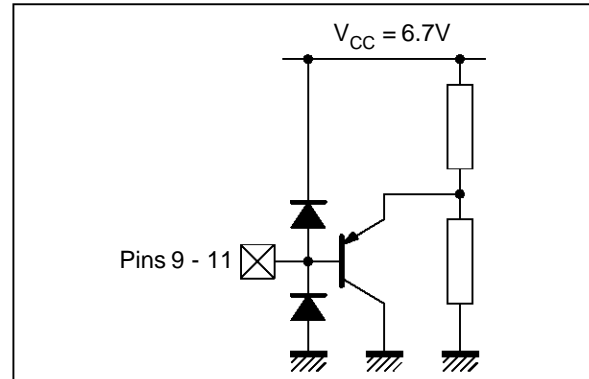 V_CC = 6.7V
Pins 9 - 11